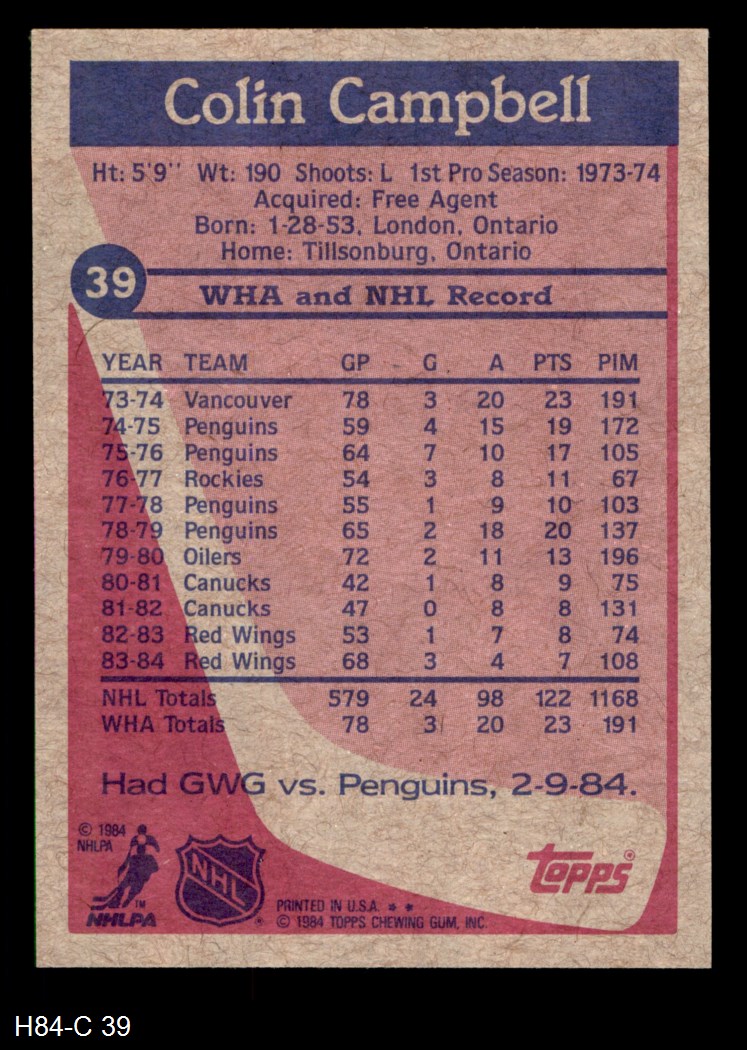 Colin Campbell
Ht: 5'9'' Wt: 190 Shoots: L 1st Pro Season: 1973-74
Acquired: Free Agent
Born: 1-28-53, London, Ontario
Home: Tillsonburg, Ontario
39
WHA and NHL Record
YEAR TEAM GP G A PTS PIM
73-74 Vancouver 78 3 20 23 191
74-75 Penguins 59 4 15 19 172
75-76 Penguins 64 7 10 17 105
76-77 Rockies 54 3 8 11 67
77-78 Penguins 55 1 9 10 103
78-79 Penguins 65 2 18 20 137
79-80 Oilers 72 2 11 13 196
80-81 Canucks 42 1 8 9 75
81-82 Canucks 47 0 8 8 131
82-83 Red Wings 53 1 7 8 74
83-84 Red Wings 68 3 4 7 108
NHL Totals 579 24 98 122 1168
WHA Totals 78 3 20 23 191
Had GWG vs. Penguins, 2-9-84.
© 1984
NHLPA
TM
NHLPA
NHL
®
topps®
PRINTED IN U.S.A. * *
© 1984 TOPPS CHEWING GUM, INC.
H84-C 39